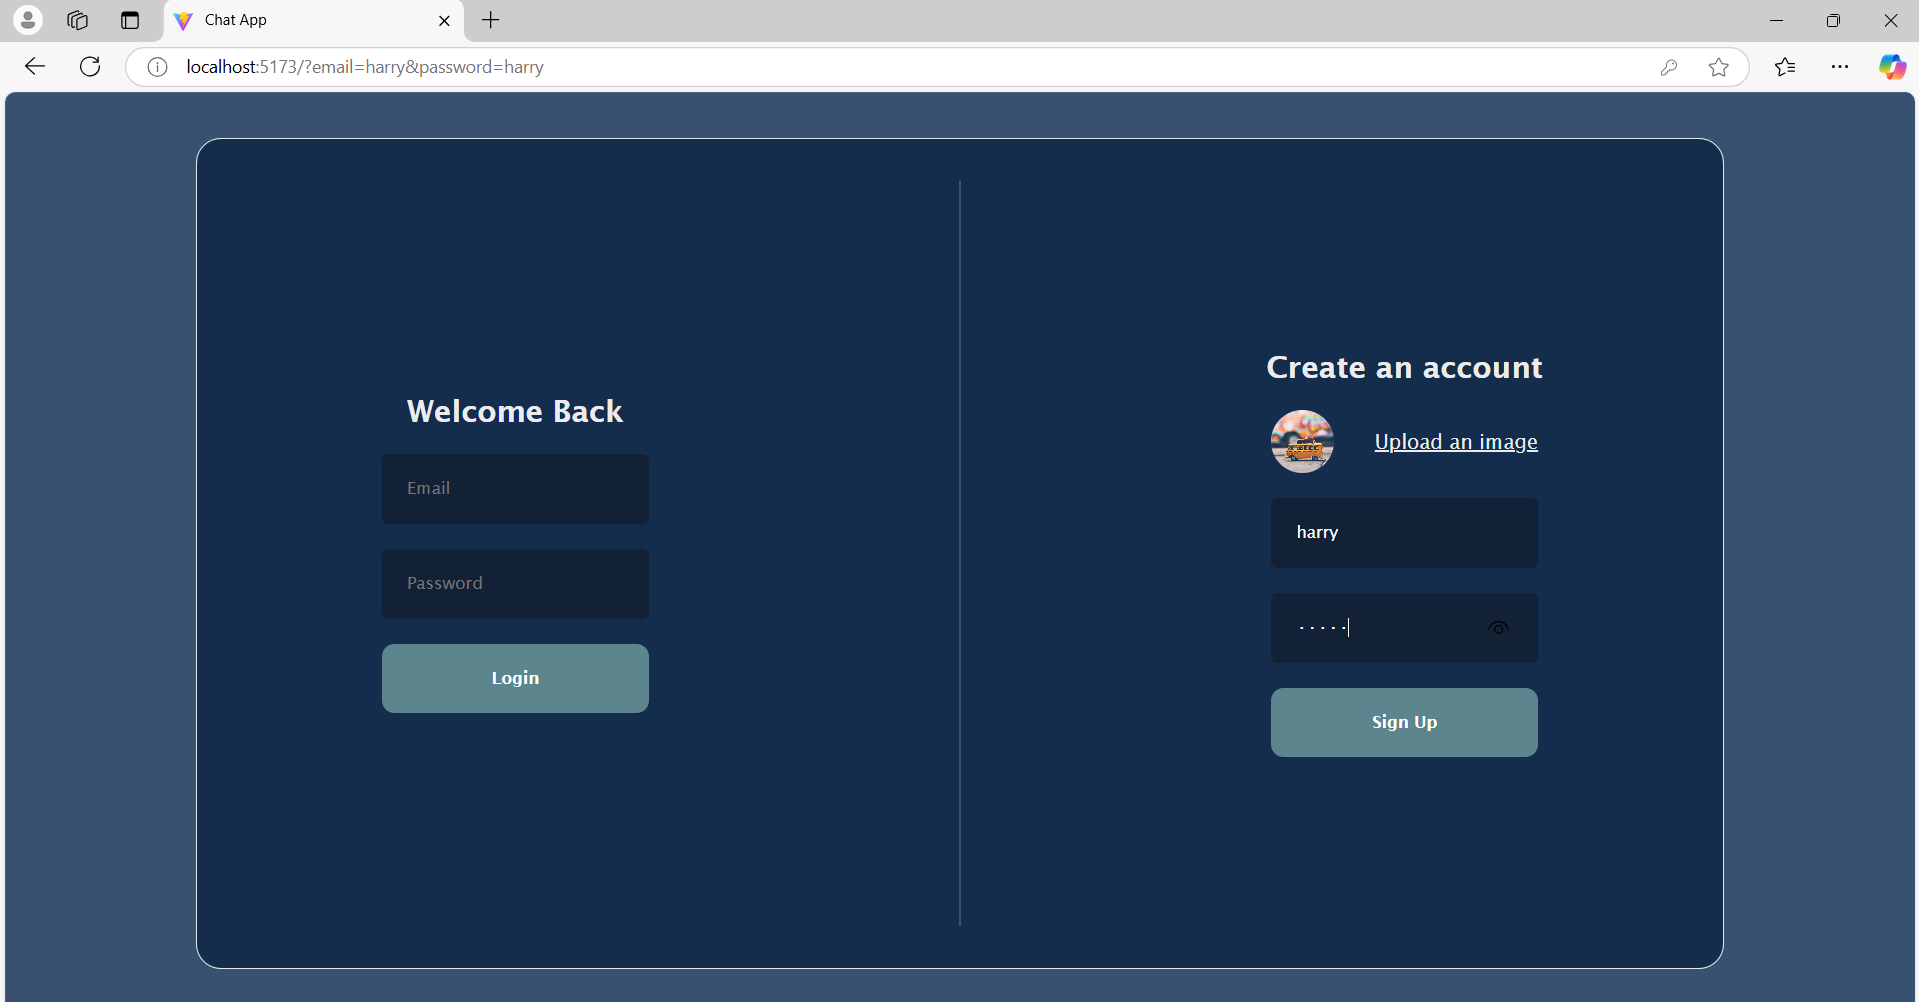 Chat App
localhost:5173/?email=harry&password=harry
Welcome Back
Email
Password
Login
Create an account
Upload an image
harry
·····
Sign Up